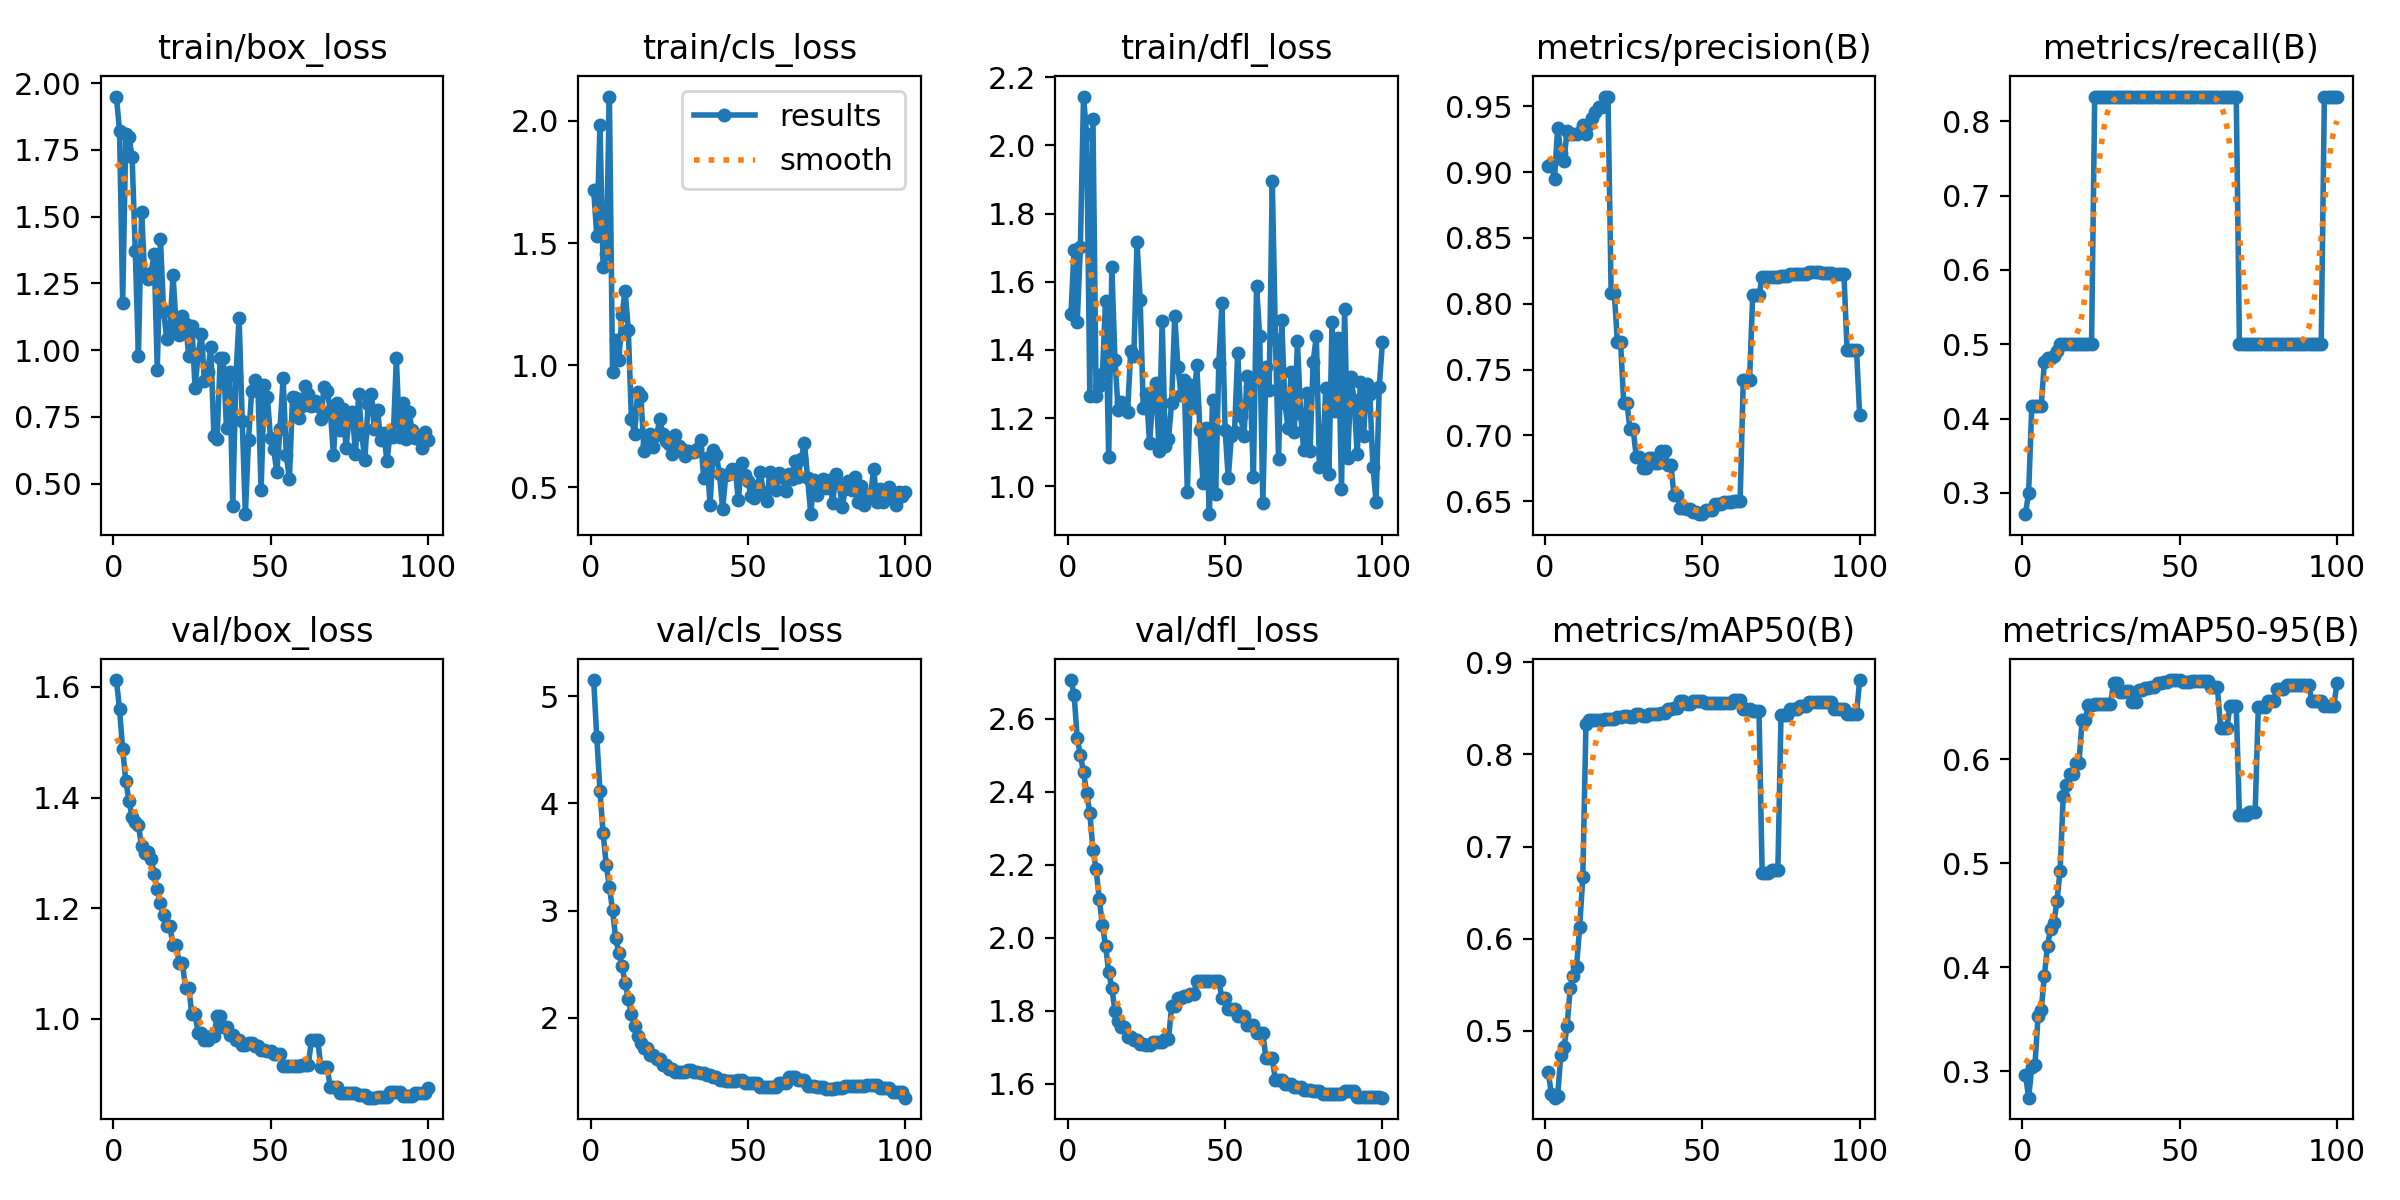 train/box_loss
train/cls_loss
train/dfl_loss
metrics/precision(B)
metrics/recall(B)
2.00
1.75
1.50
1.25
1.00
0.75
0.50
0 50 100
2.0
1.5
1.0
0.5
0 50 100
results
smooth
2.2
2.0
1.8
1.6
1.4
1.2
1.0
0 50 100
0.95
0.90
0.85
0.80
0.75
0.70
0.65
0 50 100
0.8
0.7
0.6
0.5
0.4
0.3
0 50 100
val/box_loss
val/cls_loss
val/dfl_loss
metrics/mAP50(B)
metrics/mAP50-95(B)
1.6
1.4
1.2
1.0
0 50 100
5
4
3
2
0 50 100
2.6
2.4
2.2
2.0
1.8
1.6
0 50 100
0.9
0.8
0.7
0.6
0.5
0 50 100
0.6
0.5
0.4
0.3
0 50 100